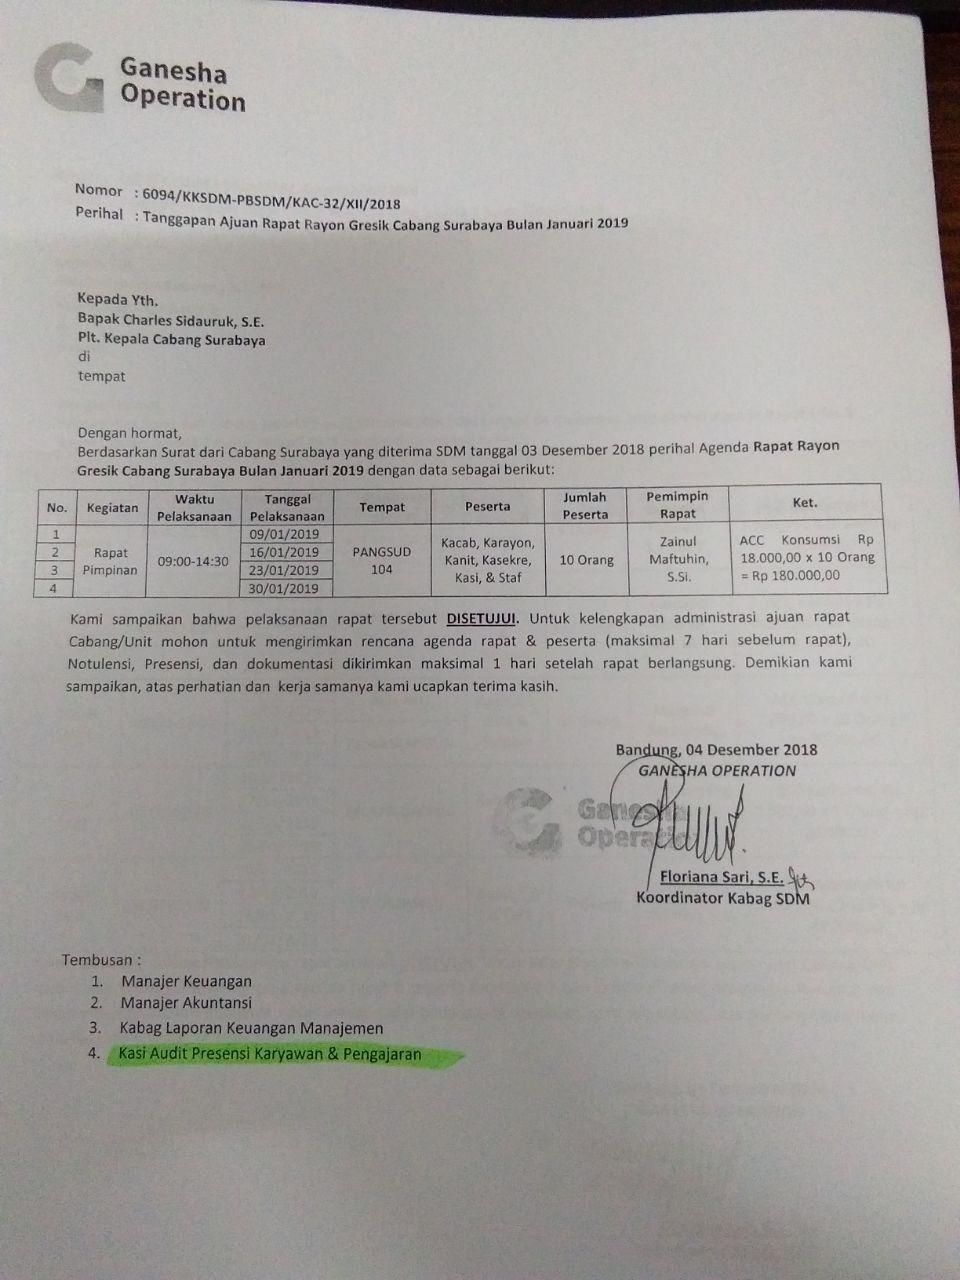 Ganesha
Operation
Nomor : 6094/KKSDM-PBSDM/KAC-32/XII/2018
Perihal : Tanggapan Ajuan Rapat Rayon Gresik Cabang Surabaya Bulan Januari 2019
Kepada Yth.
Bapak Charles Sidauruk, S.E.
Plt. Kepala Cabang Surabaya
di
tempat
Dengan hormat,
Berdasarkan Surat dari Cabang Surabaya yang diterima SDM tanggal 03 Desember 2018 perihal Agenda Rapat Rayon
Gresik Cabang Surabaya Bulan Januari 2019 dengan data sebagai berikut:
No. Kegiatan Waktu Pelaksanaan Tanggal Pelaksanaan Tempat Peserta Jumlah Peserta Pemimpin Rapat Ket.
1 09/01/2019
2 16/01/2019
3 23/01/2019
4 30/01/2019
Rapat
Pimpinan
09:00-14:30
PANGSUD
104
Kacab, Karayon,
Kanit, Kasekre,
Kasi, & Staf
10 Orang
Zainul
Maftuhin,
S.Si.
ACC Konsumsi Rp
18.000,00 x 10 Orang
= Rp 180.000,00
Kami sampaikan bahwa pelaksanaan rapat tersebut DISETUJUI. Untuk kelengkapan administrasi ajuan rapat
Cabang/Unit mohon untuk mengirimkan rencana agenda rapat & peserta (maksimal 7 hari sebelum rapat),
Notulensi, Presensi, dan dokumentasi dikirimkan maksimal 1 hari setelah rapat berlangsung. Demikian kami
sampaikan, atas perhatian dan kerja samanya kami ucapkan terima kasih.
Bandung, 04 Desember 2018
GANESHA OPERATION
Ganesha
Operation
Floriana Sari, S.E.
Koordinator Kabag SDM
Tembusan :
1. Manajer Keuangan
2. Manajer Akuntansi
3. Kabag Laporan Keuangan Manajemen
4. Kasi Audit Presensi Karyawan & Pengajaran